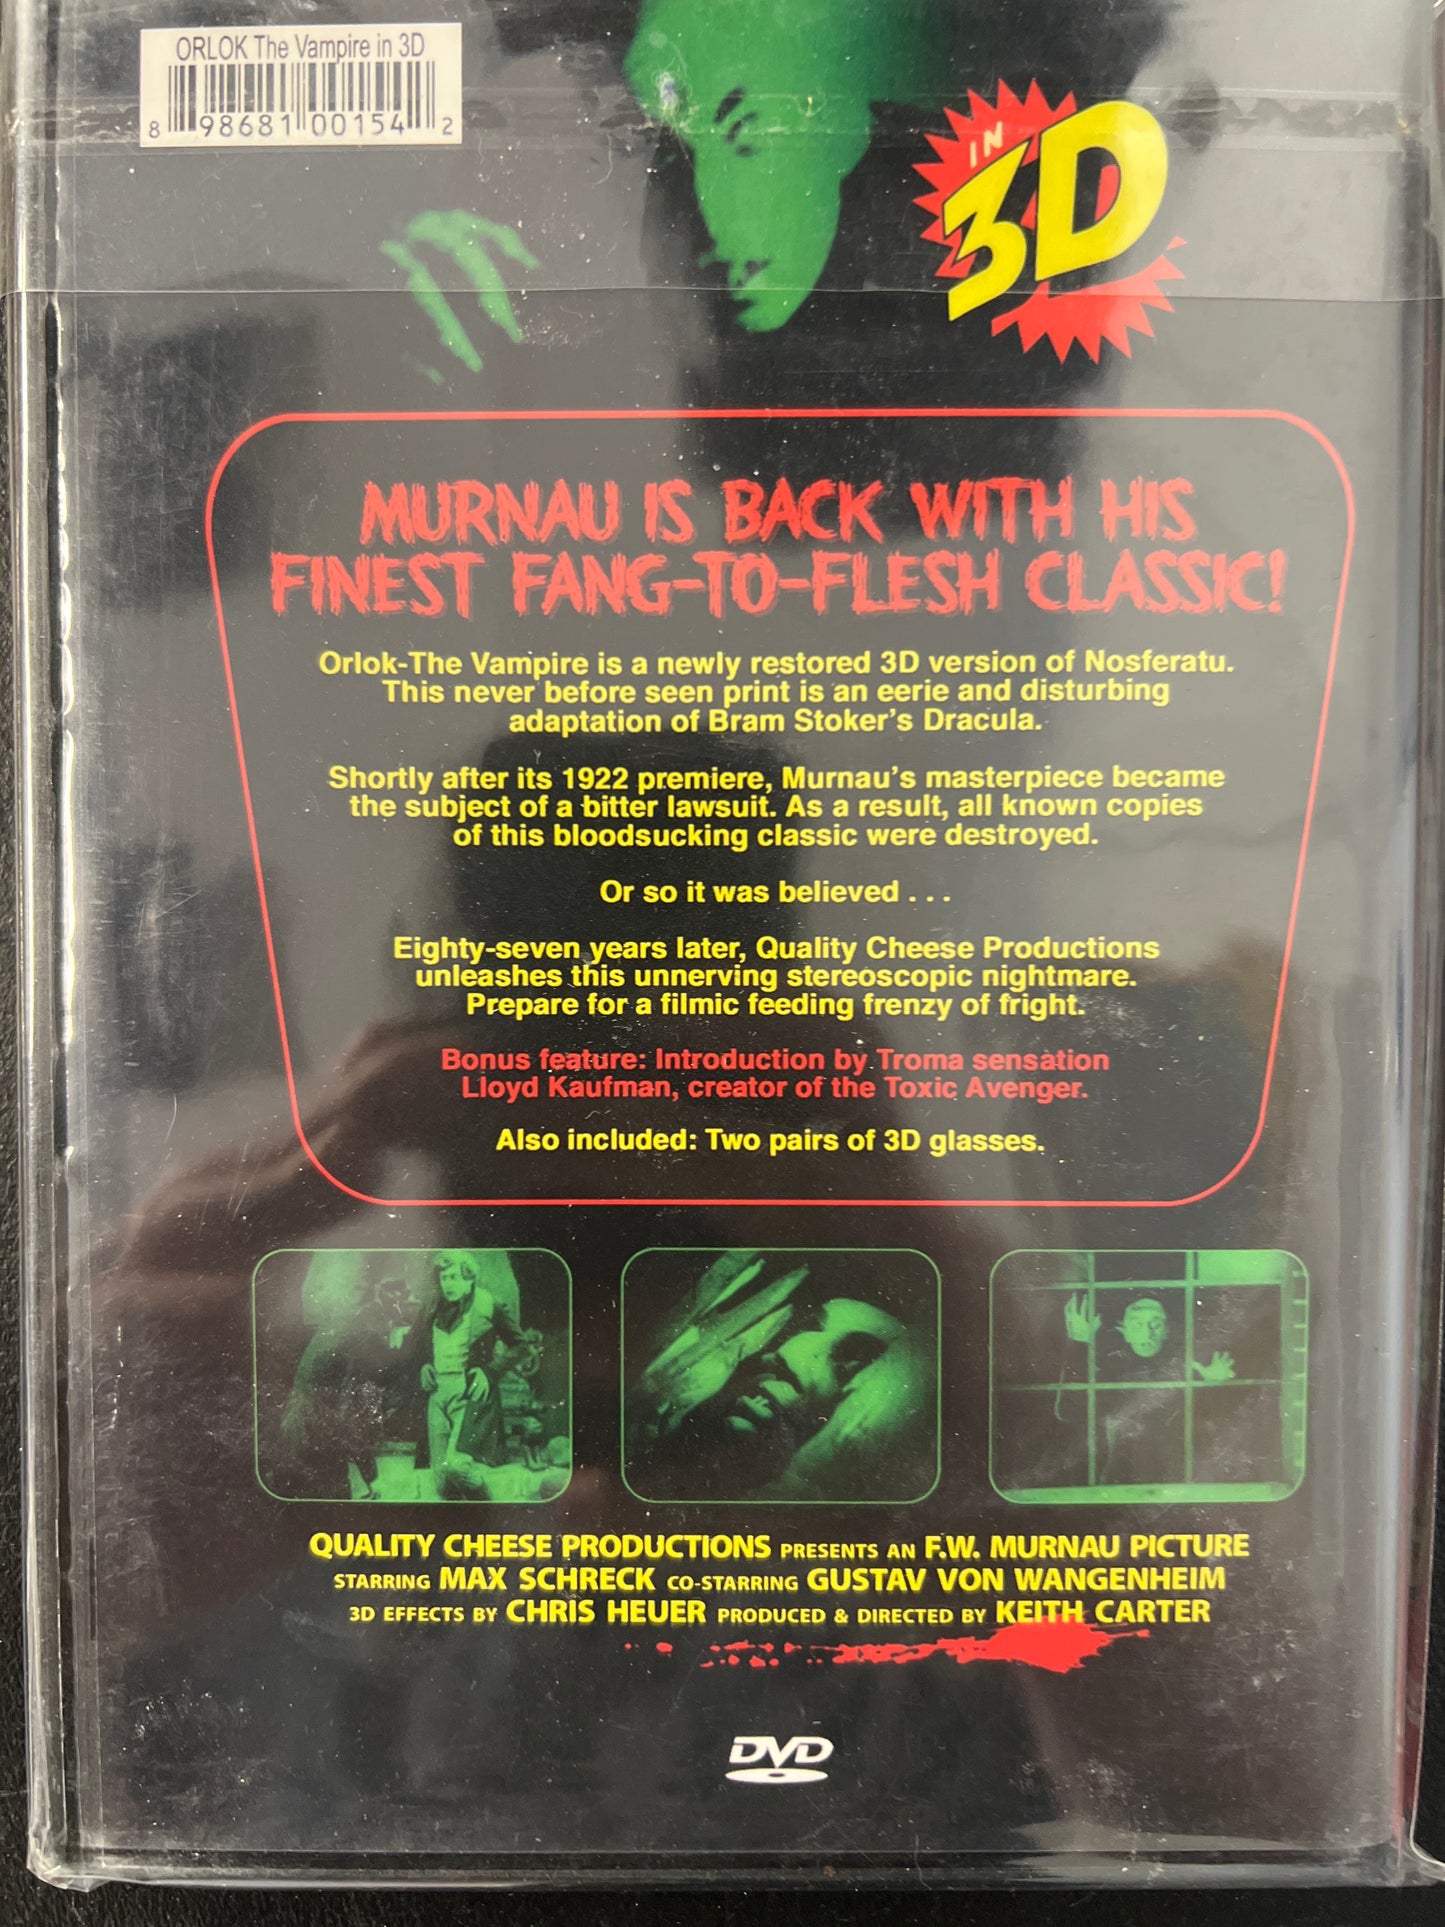 ORLOK The Vampire in 3D
8 98681 00154 2
IN
3D
MURNAU IS BACK WITH HIS
FINEST FANG-TO-FLESH CLASSIC!
Orlok-The Vampire is a newly restored 3D version of Nosferatu.
This never before seen print is an eerie and disturbing
adaptation of Bram Stoker's Dracula.
Shortly after its 1922 premiere, Murnau's masterpiece became
the subject of a bitter lawsuit. As a result, all known copies
of this bloodsucking classic were destroyed.
Or so it was believed . . .
Eighty-seven years later, Quality Cheese Productions
unleashes this unnerving stereoscopic nightmare.
Prepare for a filmic feeding frenzy of fright.
Bonus feature: Introduction by Troma sensation
Lloyd Kaufman, creator of the Toxic Avenger.
Also included: Two pairs of 3D glasses.
QUALITY CHEESE PRODUCTIONS PRESENTS AN F.W. MURNAU PICTURE
STARRING MAX SCHRECK CO-STARRING GUSTAV VON WANGENHEIM
3D EFFECTS BY CHRIS HEUER PRODUCED & DIRECTED BY KEITH CARTER
DVD